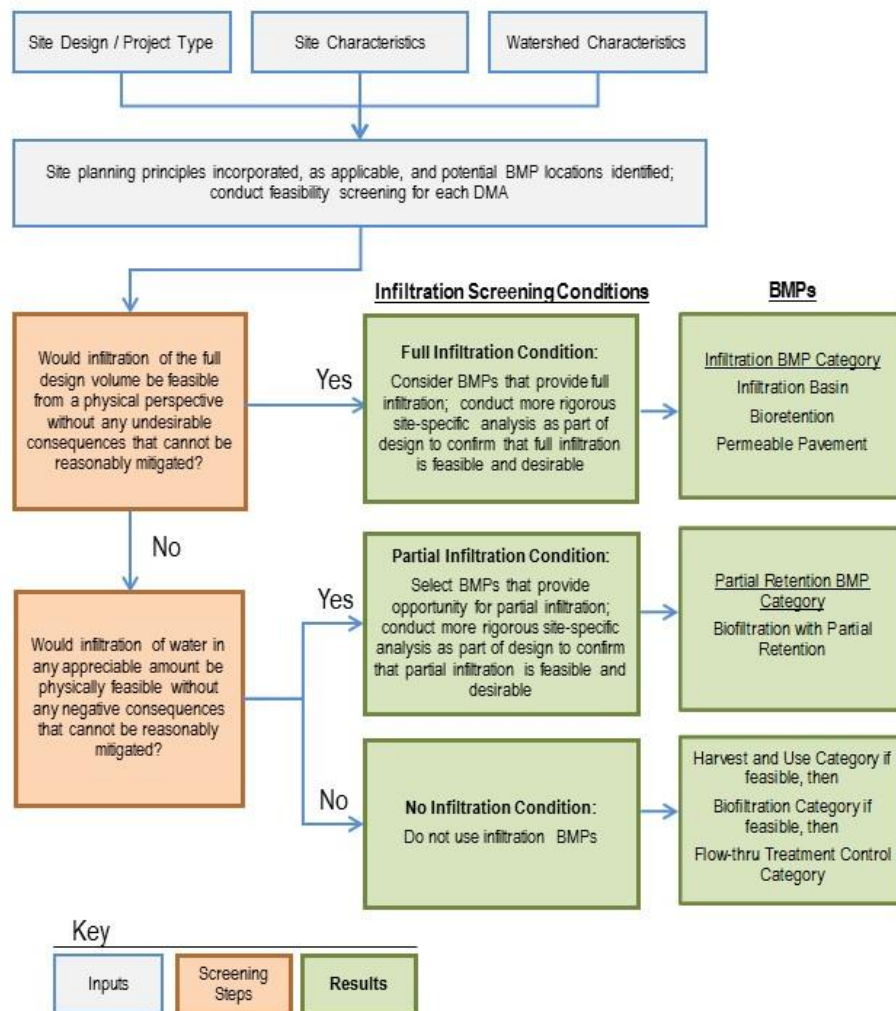 Site Design / Project Type
Site Characteristics
Watershed Characteristics
Site planning principles incorporated, as applicable, and potential BMP locations identified;
conduct feasibility screening for each DMA
Infiltration Screening Conditions
BMPs
Would infiltration of the full
design volume be feasible
from a physical perspective
without any undesirable
consequences that cannot be
reasonably mitigated?
Yes
Full Infiltration Condition:
Consider BMPs that provide full
infiltration; conduct more rigorous
site-specific analysis as part of
design to confirm that full infiltration
is feasible and desirable
Infiltration BMP Category
Infiltration Basin
Bioretention
Permeable Pavement
No
Would infiltration of water in
any appreciable amount be
physically feasible without
any negative consequences
that cannot be reasonably
mitigated?
Yes
Partial Infiltration Condition:
Select BMPs that provide
opportunity for partial infiltration;
conduct more rigorous site-specific
analysis as part of design to confirm
that partial infiltration is feasible and
desirable
Partial Retention BMP
Category
Biofiltration with Partial
Retention
No
No Infiltration Condition:
Do not use infiltration BMPs
Harvest and Use Category if
feasible, then
Biofiltration Category if
feasible, then
Flow-thru Treatment Control
Category
Key
Inputs
Screening
Steps
Results